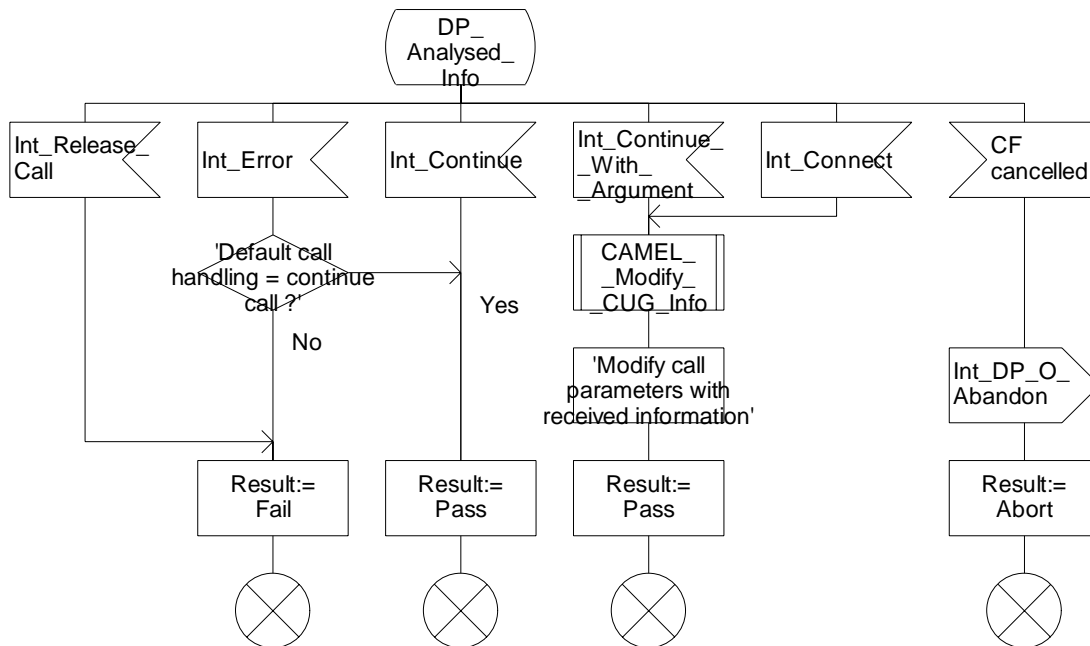 DP_
Analysed_
Info
Int_Release_
Call
Int_Error
Int_Continue
Int_Continue_
_With_
_Argument
Int_Connect
CF
cancelled
'Default call
handling = continue
call ?'
Yes
No
CAMEL_
_Modify_
_CUG_Info
'Modify call
parameters with
received information'
Int_DP_O_
Abandon
Result:=
Fail
Result:=
Pass
Result:=
Pass
Result:=
Abort